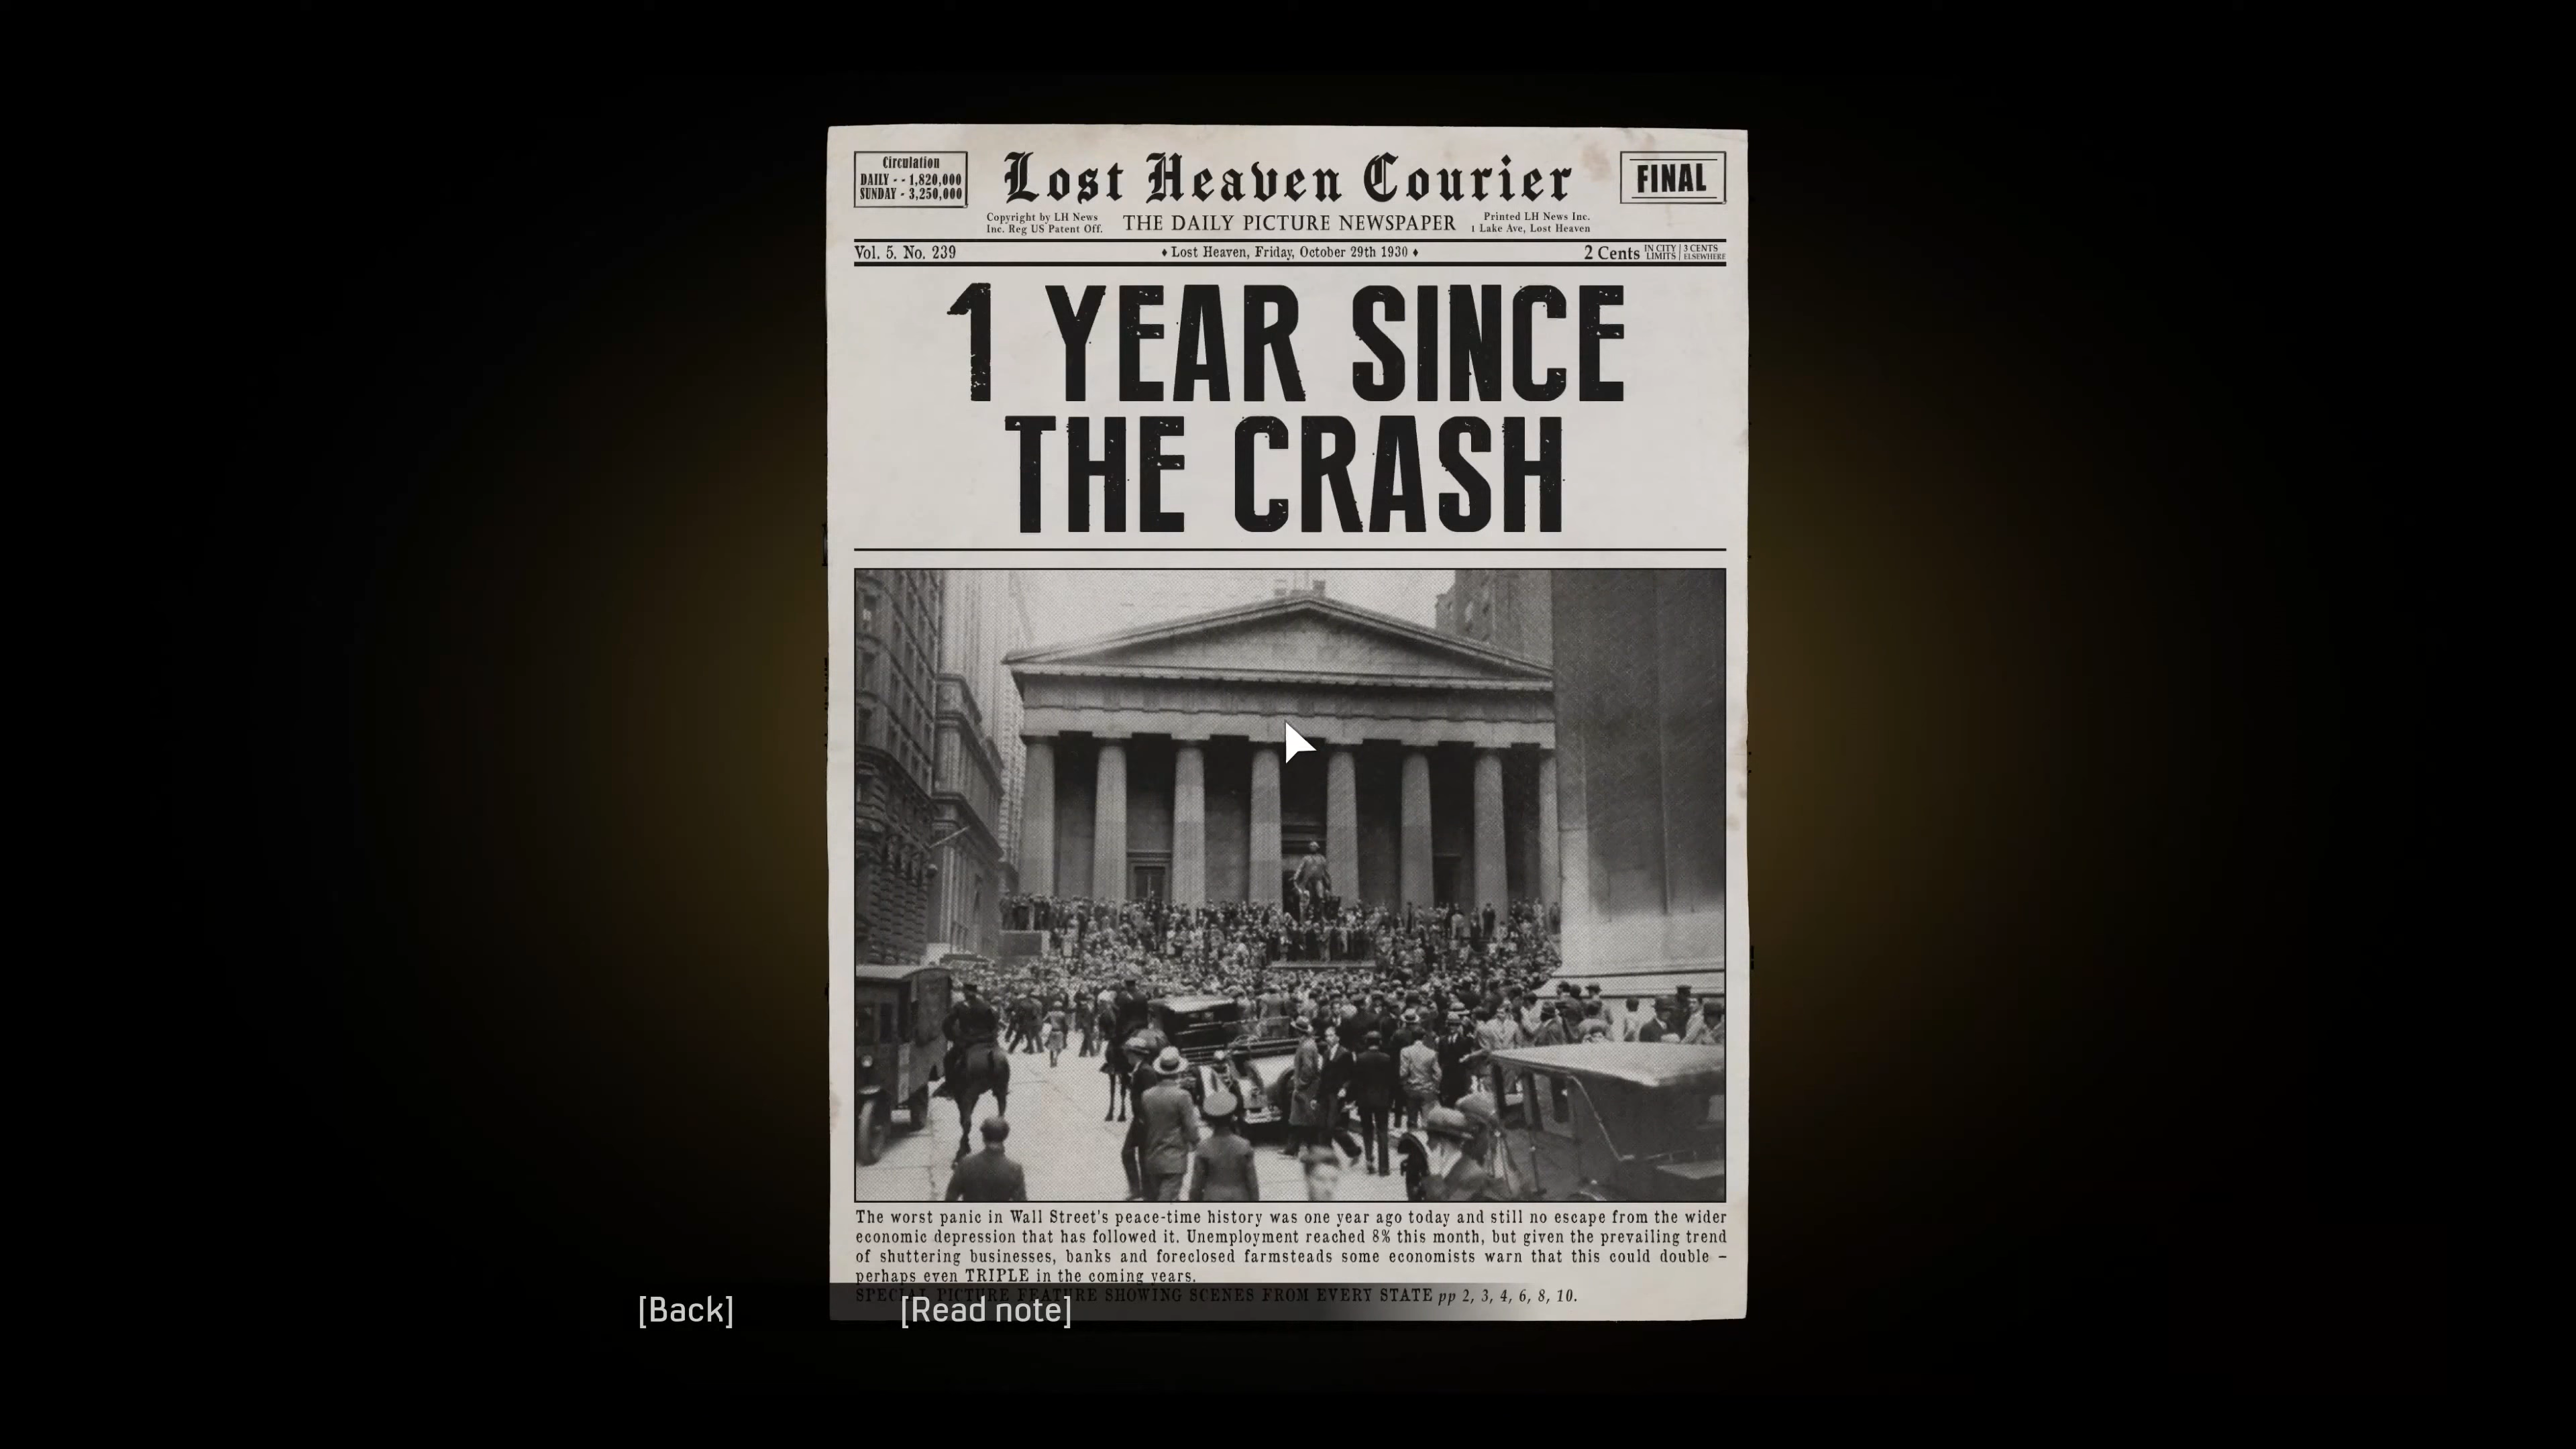 Circulation
DAILY - - 1,820,000
SUNDAY - 3,250,000
Lost Heaven Courier
FINAL
Copyright by LH News
Inc. Reg US Patent Off.
THE DAILY PICTURE NEWSPAPER
Printed LH News Inc.
1 Lake Ave, Lost Heaven
Vol. 5. No. 239
♦ Lost Heaven, Friday, October 29th 1930 ♦
2 Cents
IN CITY LIMITS
3 CENTS ELSEWHERE
1 YEAR SINCE
THE CRASH
The worst panic in Wall Street's peace-time history was one year ago today and still no escape from the wider
economic depression that has followed it. Unemployment reached 8% this month, but given the prevailing trend
of shuttering businesses, banks and foreclosed farmsteads some economists warn that this could double –
perhaps even TRIPLE in the coming years.
SPECIAL PICTURE FEATURE SHOWING SCENES FROM EVERY STATE pp 2, 3, 4, 6, 8, 10.
[Back]
[Read note]